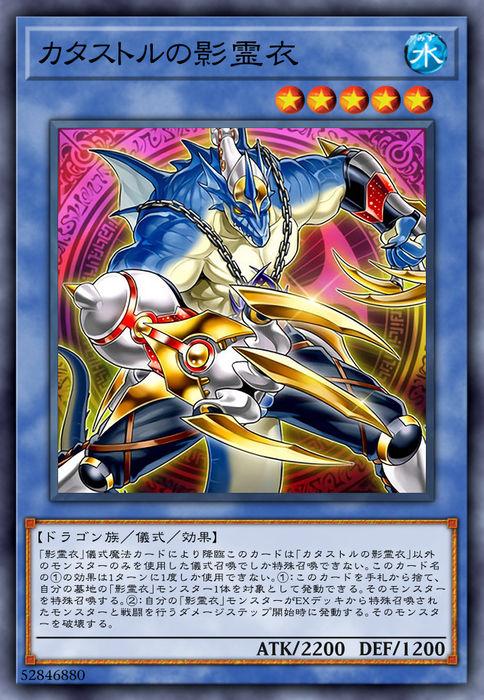 カタストルの影霊衣
みず
水
【ドラゴン族／儀式／効果】
「影霊衣」儀式魔法カードにより降臨このカードは「カタストルの影霊衣」以外
のモンスターのみを使用した儀式召喚でしか特殊召喚できない。このカード名
の①の効果は1ターンに1度しか使用できない。①：このカードを手札から捨て、
自分の墓地の「影霊衣」モンスター1体を対象として発動できる。そのモンスター
を特殊召喚する。②：自分の「影霊衣」モンスターがEXデッキから特殊召喚され
たモンスターと戦闘を行うダメージステップ開始時に発動する。そのモンスタ
ーを破壊する。
ATK/2200 DEF/1200
52846880